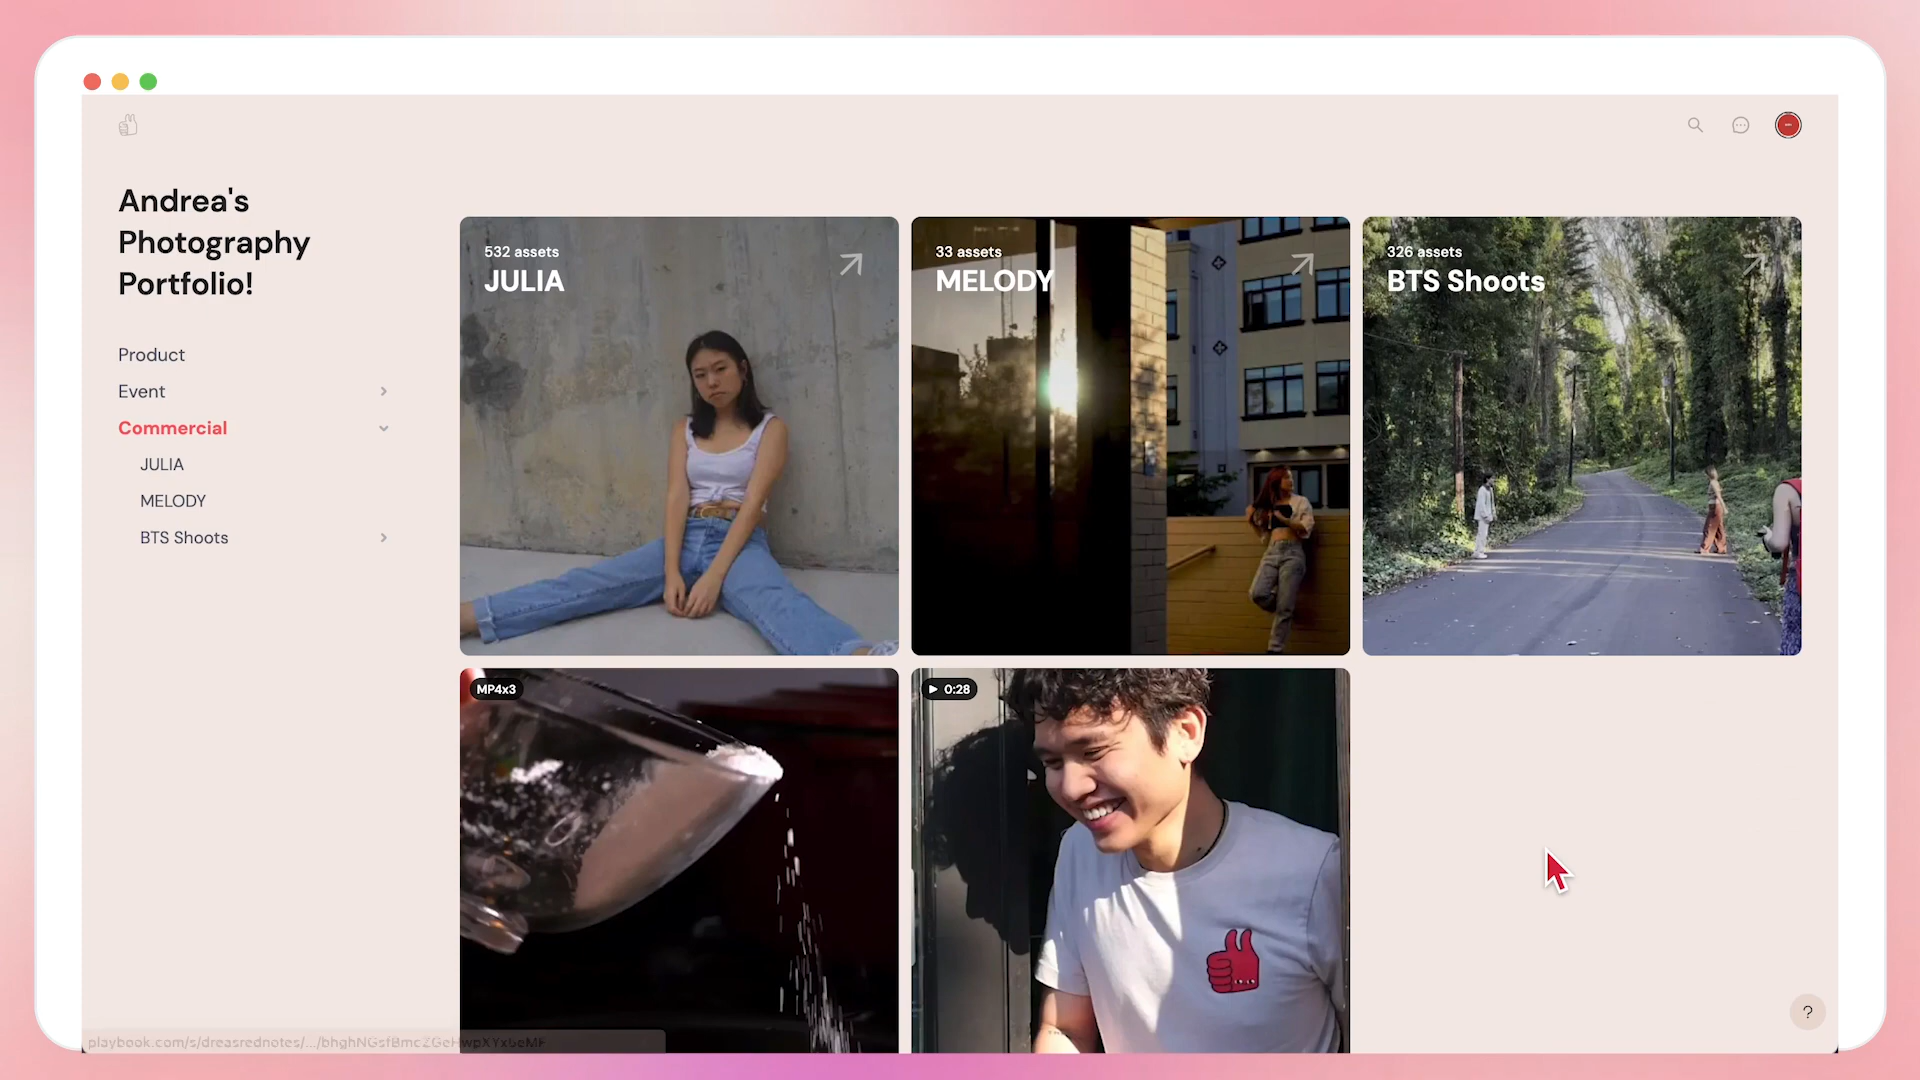 Andrea's
Photography
Portfolio!
Product
Event
Commercial
JULIA
MELODY
BTS Shoots
532 assets
JULIA
33 assets
MELODY
326 assets
BTS Shoots
MP4x3
0:28
?